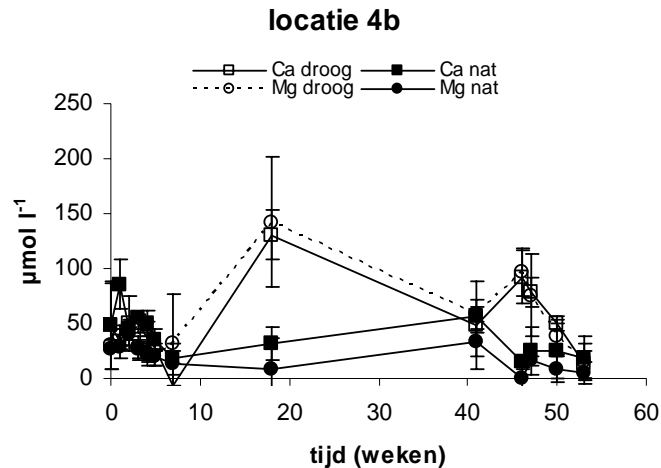 locatie 4b
Ca droog Ca nat
Mg droog Mg nat
250
200
150
100
50
0
µmol l⁻¹
0 10 20 30 40 50 60
tijd (weken)